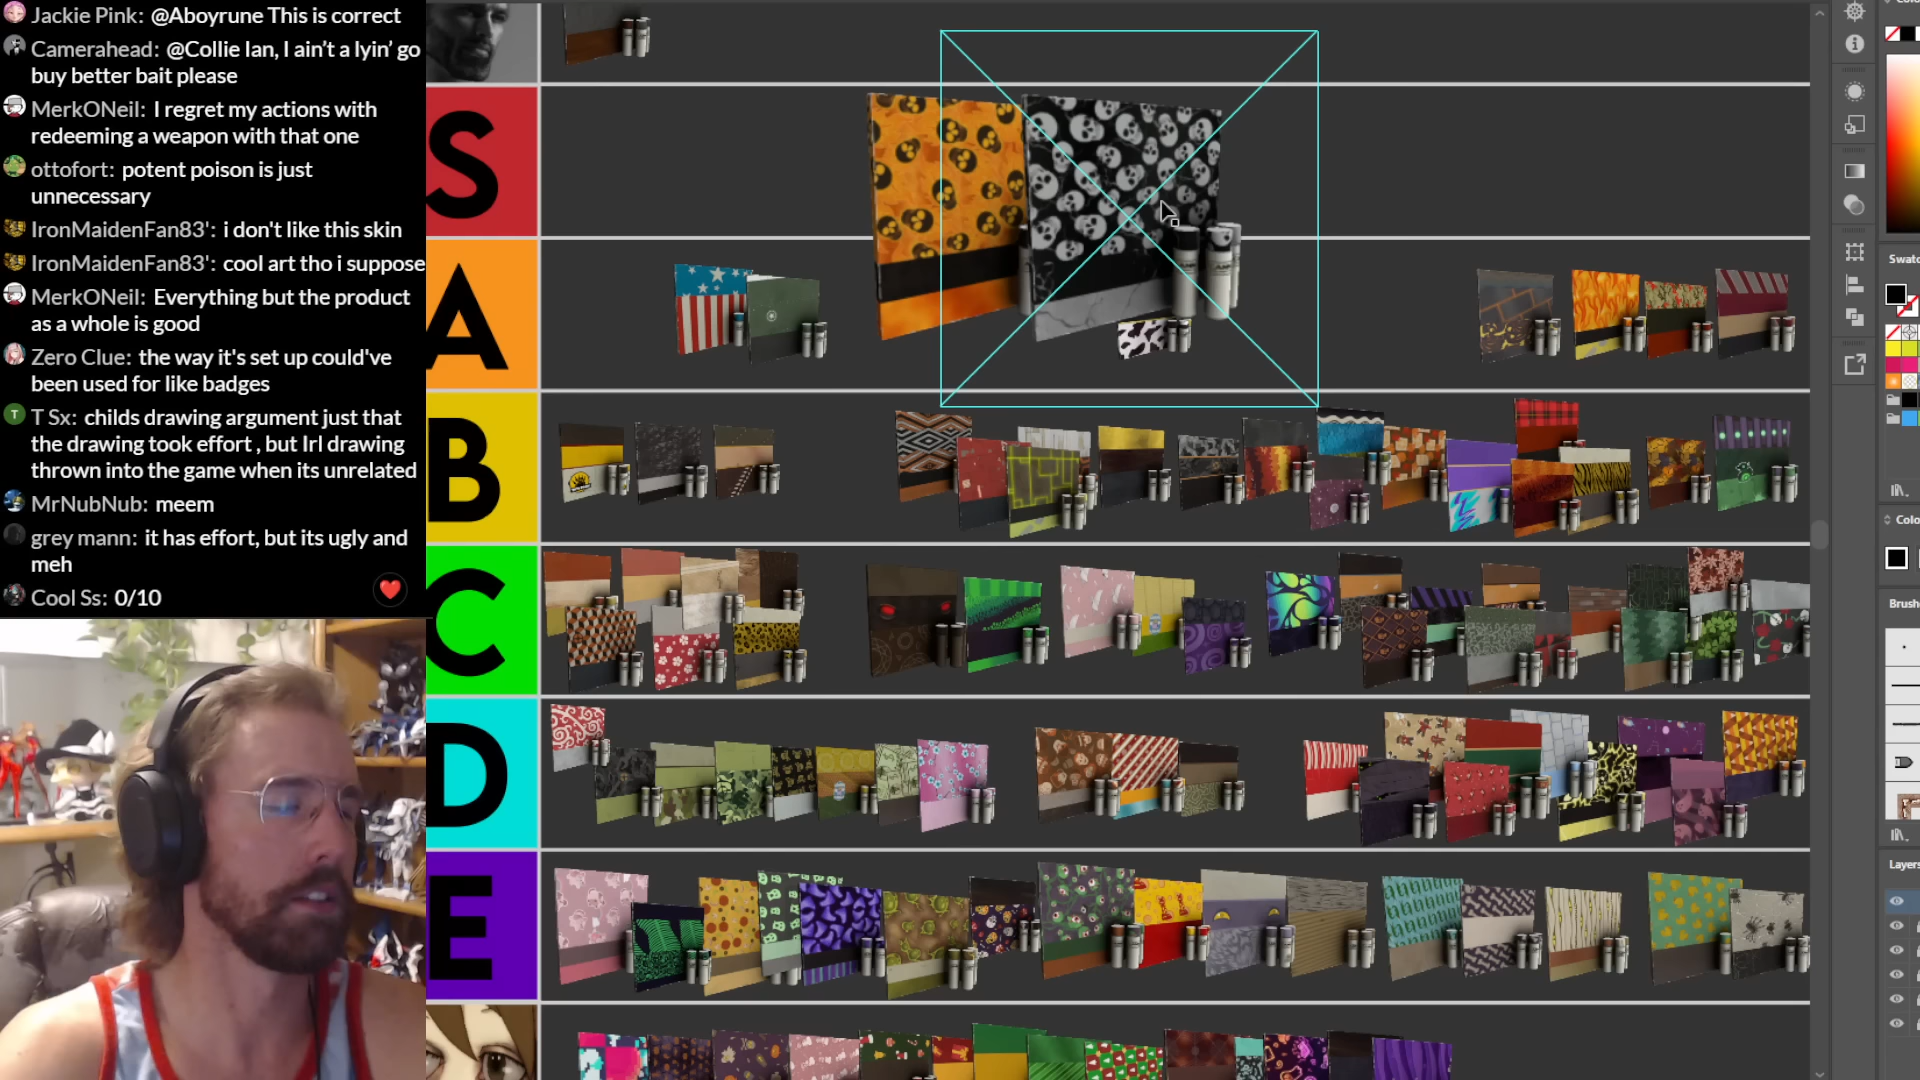 Jackie Pink: @Aboyrune This is correct
Camerahead: @Collie Ian, I ain't a lyin' go
buy better bait please
MerkONeil: I regret my actions with
redeeming a weapon with that one
ottofort: potent poison is just
unnecessary
IronMaidenFan83': i don't like this skin
IronMaidenFan83': cool art tho i suppose
MerkONeil: Everything but the product
as a whole is good
Zero Clue: the way it's set up could've
been used for like badges
T
T Sx: childs drawing argument just that
the drawing took effort , but Irl drawing
thrown into the game when its unrelated
MrNubNub: meem
grey mann: it has effort, but its ugly and
meh
Cool Ss: 0/10
S
A
B
C
D
E
Swatc
Colo
Brushe
Layers